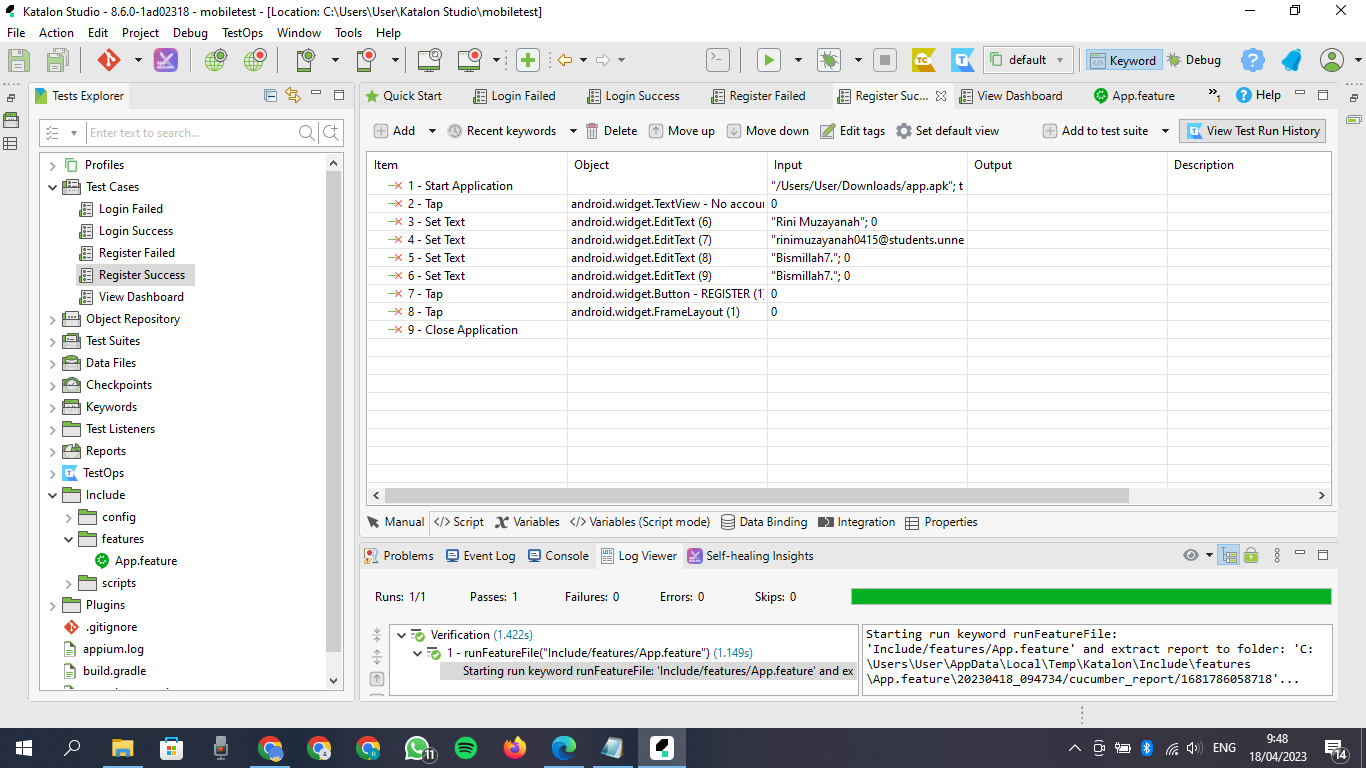 Katalon Studio - 8.6.0-1ad02318 - mobiletest - [Location: C:\Users\User\Katalon Studio\mobiletest]
File Action Edit Project Debug TestOps Window Tools Help
default Keyword Debug
Tests Explorer
Quick Start Login Failed Login Success Register Failed Register Suc... View Dashboard App.feature »1 Help
Enter text to search...
Add Recent keywords Delete Move up Move down Edit tags Set default view Add to test suite View Test Run History
Profiles
Test Cases
Login Failed
Login Success
Register Failed
Register Success
View Dashboard
Object Repository
Test Suites
Data Files
Checkpoints
Keywords
Test Listeners
Reports
TestOps
Include
config
features
App.feature
scripts
Plugins
.gitignore
appium.log
build.gradle
Item Object Input Output Description
1 - Start Application "/Users/User/Downloads/app.apk"; t
2 - Tap android.widget.TextView - No accou 0
3 - Set Text android.widget.EditText (6) "Rini Muzayanah"; 0
4 - Set Text android.widget.EditText (7) "rinimuzayanah0415@students.unne
5 - Set Text android.widget.EditText (8) "Bismillah7."; 0
6 - Set Text android.widget.EditText (9) "Bismillah7."; 0
7 - Tap android.widget.Button - REGISTER (1) 0
8 - Tap android.widget.FrameLayout (1) 0
9 - Close Application
Manual </> Script Variables </> Variables (Script mode) Data Binding Integration Properties
Problems Event Log Console Log Viewer Self-healing Insights
Runs: 1/1 Passes: 1 Failures: 0 Errors: 0 Skips: 0
Verification (1.422s)
1 - runFeatureFile("Include/features/App.feature") (1.149s)
Starting run keyword runFeatureFile: 'Include/features/App.feature' and ex
Starting run keyword runFeatureFile:
'Include/features/App.feature' and extract report to folder: 'C:
\Users\User\AppData\Local\Temp\Katalon\Include\features
\App.feature\20230418_094734/cucumber_report/1681786058718'...
11
ENG
9:48
18/04/2023
14